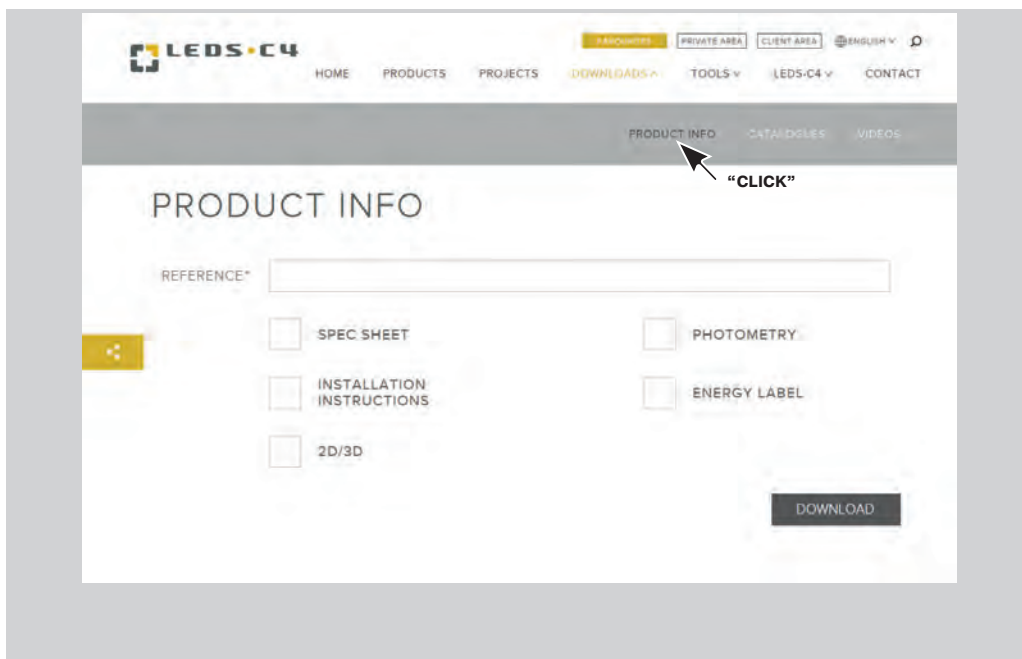 LEDS·C4
PRIVATE AREA CLIENT AREA ENGLISH
HOME PRODUCTS PROJECTS DOWNLOADS TOOLS LEDS-C4 CONTACT
PRODUCT INFO CATALOGUES VIDEOS
“CLICK”
PRODUCT INFO
REFERENCE*
SPEC SHEET PHOTOMETRY
INSTALLATION
INSTRUCTIONS
ENERGY LABEL
2D/3D
DOWNLOAD